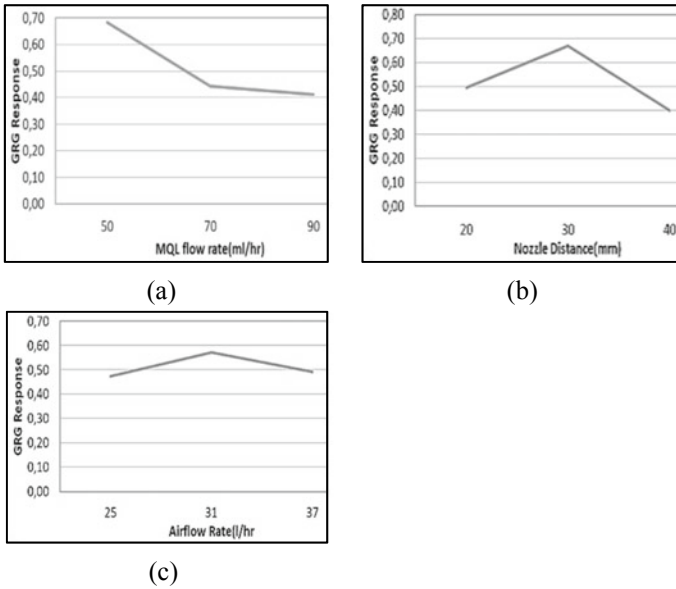 GRG Response
0,70
0,60
0,50
0,40
0,30
0,20
0,10
0,00
50 70 90
MQL flow rate(ml/hr)
(a)
GRG Response
0,80
0,70
0,60
0,50
0,40
0,30
0,20
0,10
0,00
20 30 40
Nozzle Distance(mm)
(b)
GRG Response
0,70
0,60
0,50
0,40
0,30
0,20
0,10
0,00
25 31 37
Airflow Rate(l/hr
(c)